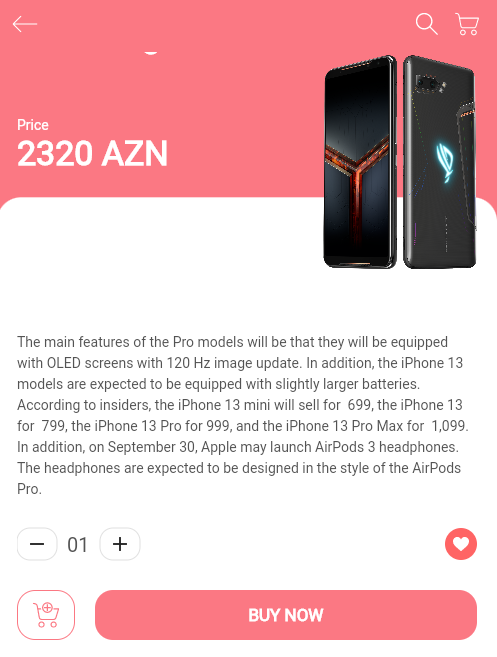 Price
2320 AZN
The main features of the Pro models will be that they will be equipped
with OLED screens with 120 Hz image update. In addition, the iPhone 13
models are expected to be equipped with slightly larger batteries.
According to insiders, the iPhone 13 mini will sell for  699, the iPhone 13
for  799, the iPhone 13 Pro for 999, and the iPhone 13 Pro Max for  1,099.
In addition, on September 30, Apple may launch AirPods 3 headphones.
The headphones are expected to be designed in the style of the AirPods
Pro.
01
BUY NOW